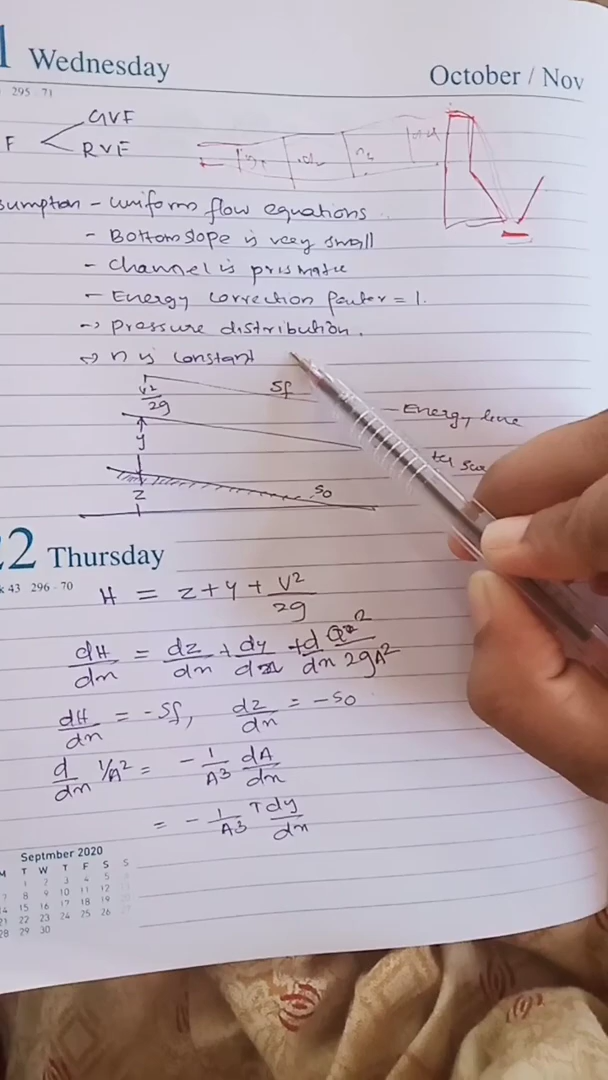 1 Wednesday
October / Nov
295 - 71
GVF
F
RVF
sumption - uniform flow equations
- Bottom slope is very small
- channel is prismatic
- Energy correction factor = 1.
-> pressure distribution.
-> n is constant
V²/2g
Sf
- Energy line
y
Z
So
22 Thursday
k 43 296 - 70
H = Z + y + V²/2g
dH/dx = dz/dx + dy/dx + d/dx Q²/2gA²
dH/dx = -Sf, dz/dx = -So
d/dx 1/A² = - 1/A³ dA/dx
= - 1/A³ T dy/dx
Septmber 2020
M T W T F S S
1 2 3 4 5 6
7 8 9 10 11 12
14 15 16 17 18 19
21 22 23 24 25 26
28 29 30